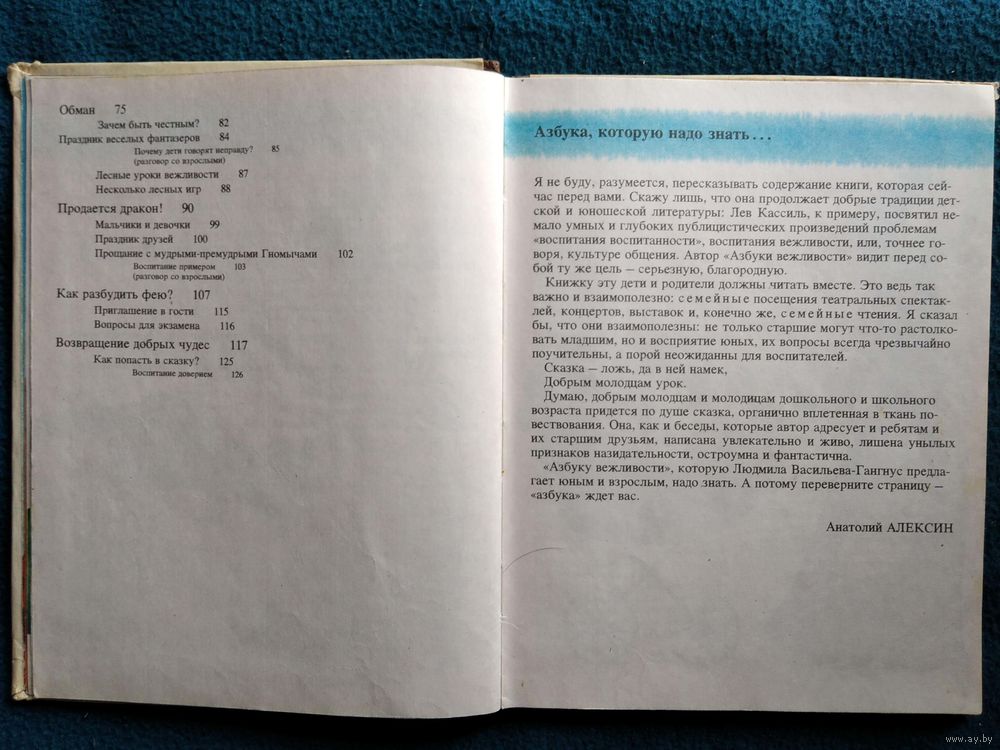 Обман 75
Зачем быть честным? 82
Праздник веселых фантазеров 84
Почему дети говорят неправду? 85
(разговор со взрослыми)
Лесные уроки вежливости 87
Несколько лесных игр 88
Продается дракон! 90
Мальчики и девочки 99
Праздник друзей 100
Прощание с мудрыми-премудрыми Гномычами 102
Воспитание примером 103
(разговор со взрослыми)
Как разбудить фею? 107
Приглашение в гости 115
Вопросы для экзамена 116
Возвращение добрых чудес 117
Как попасть в сказку? 125
Воспитание доверием 126
Азбука, которую надо знать...
Я не буду, разумеется, пересказывать содержание книги, которая сей-
час перед вами. Скажу лишь, что она продолжает добрые традиции дет-
ской и юношеской литературы: Лев Кассиль, к примеру, посвятил не-
мало умных и глубоких публицистических произведений проблемам
«воспитания воспитанности», воспитания вежливости, или, точнее го-
воря, культуре общения. Автор «Азбуки вежливости» видит перед со-
бой ту же цель – серьезную, благородную.
Книжку эту дети и родители должны читать вместе. Это ведь так
важно и взаимополезно: семейные посещения театральных спектак-
лей, концертов, выставок и, конечно же, семейные чтения. Я сказал
бы, что они взаимополезны: не только старшие могут что-то растолко-
вать младшим, но и восприятие юных, их вопросы всегда чрезвычайно
поучительны, а порой неожиданны для воспитателей.
Сказка – ложь, да в ней намек,
Добрым молодцам урок.
Думаю, добрым молодцам и молодицам дошкольного и школьного
возраста придется по душе сказка, органично вплетенная в ткань по-
вествования. Она, как и беседы, которые автор адресует и ребятам и
их старшим друзьям, написана увлекательно и живо, лишена унылых
признаков назидательности, остроумна и фантастична.
«Азбуку вежливости», которую Людмила Васильева-Гангнус предла-
гает юным и взрослым, надо знать. А потому переверните страницу –
«азбука» ждет вас.
Анатолий АЛЕКСИН
www.ay.by